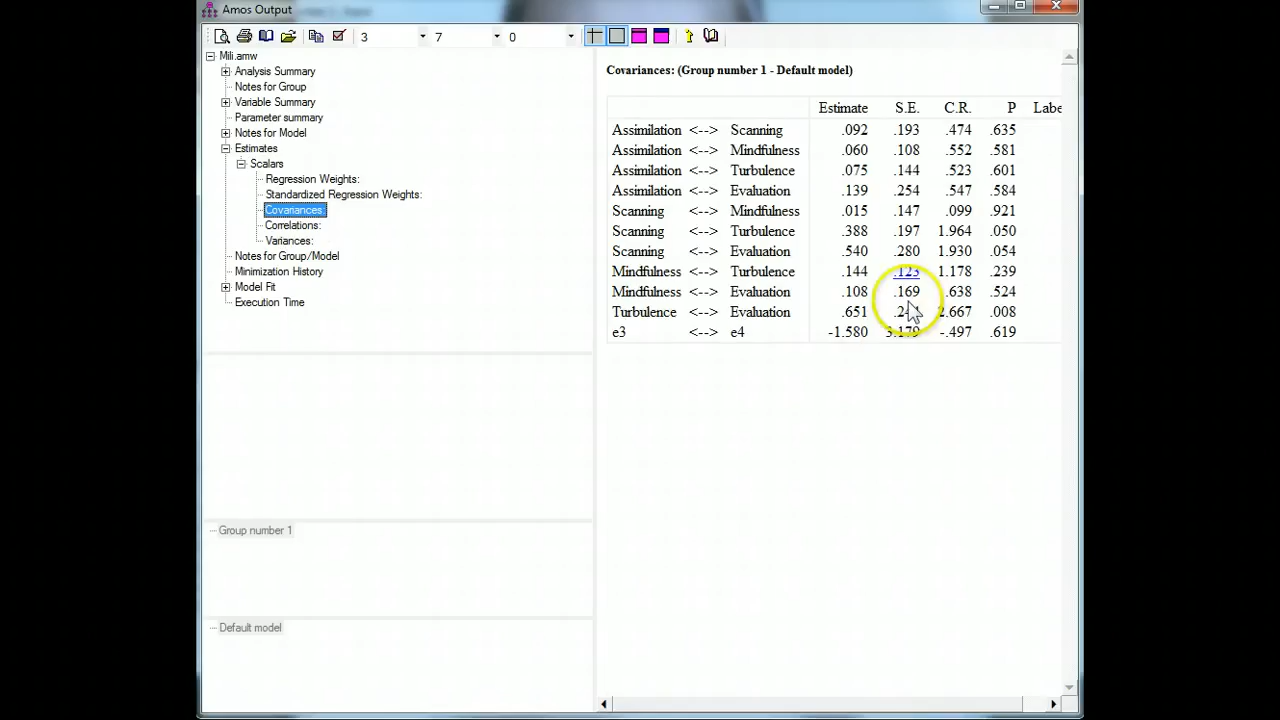 Amos Output
3 7 0
Mili.amw
Analysis Summary
Notes for Group
Variable Summary
Parameter summary
Notes for Model
Estimates
Scalars
Regression Weights:
Standardized Regression Weights:
Covariances:
Correlations:
Variances:
Notes for Group/Model
Minimization History
Model Fit
Execution Time
Group number 1
Default model
Covariances: (Group number 1 - Default model)
Estimate S.E. C.R. P Labe
Assimilation <--> Scanning .092 .193 .474 .635
Assimilation <--> Mindfulness .060 .108 .552 .581
Assimilation <--> Turbulence .075 .144 .523 .601
Assimilation <--> Evaluation .139 .254 .547 .584
Scanning <--> Mindfulness .015 .147 .099 .921
Scanning <--> Turbulence .388 .197 1.964 .050
Scanning <--> Evaluation .540 .280 1.930 .054
Mindfulness <--> Turbulence .144 .123 1.178 .239
Mindfulness <--> Evaluation .108 .169 .638 .524
Turbulence <--> Evaluation .651 2.667 .008
e3 <--> e4 -1.580 3.179 -.497 .619